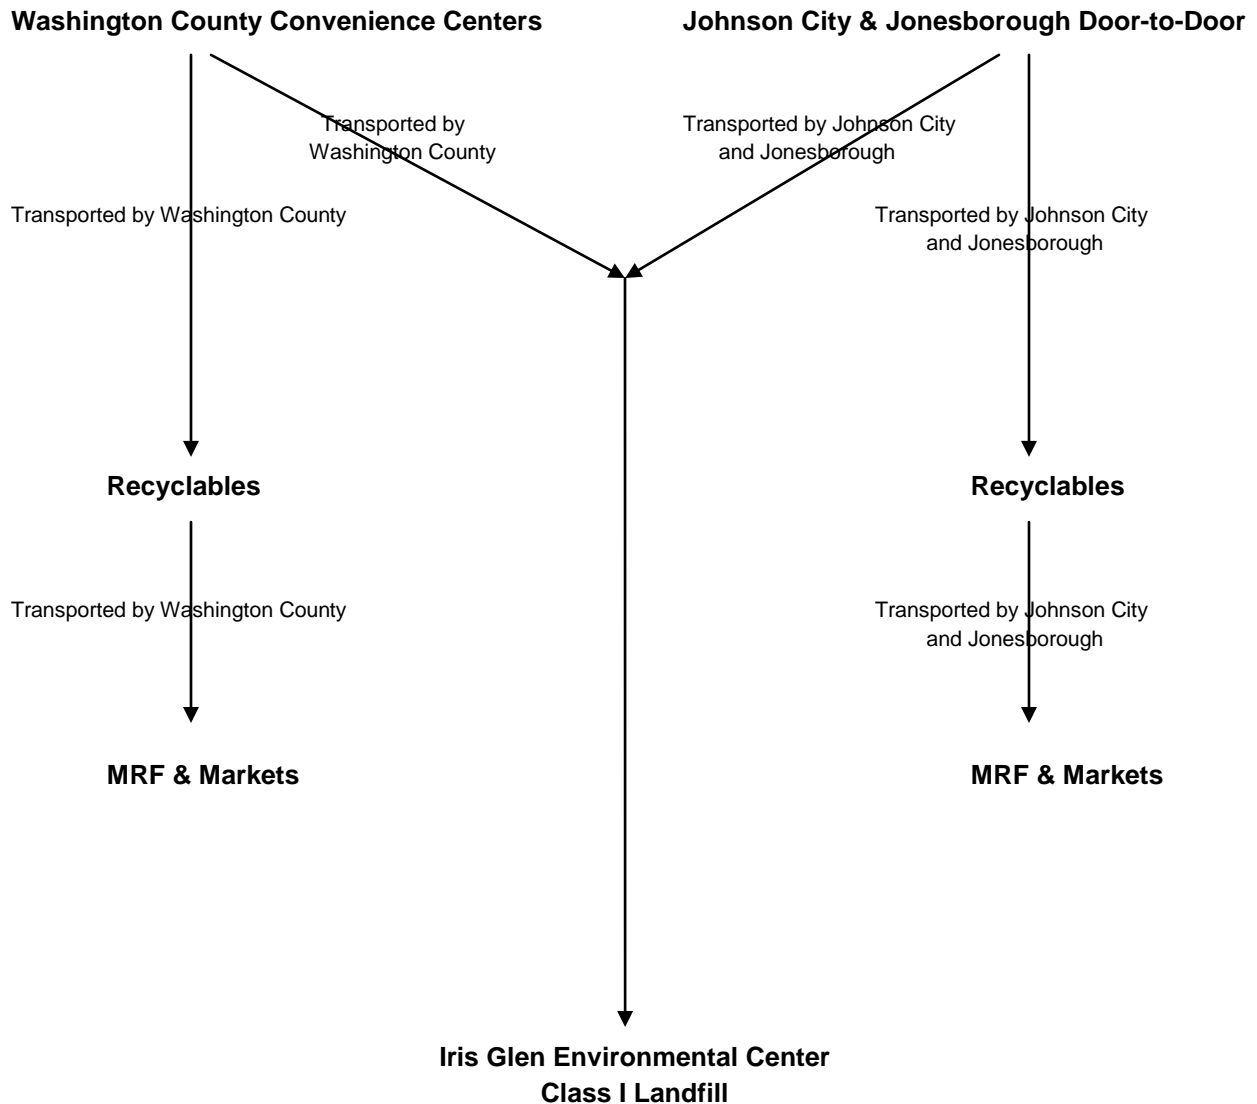 Washington County Convenience Centers
Johnson City & Jonesborough Door-to-Door
Transported by
Washington County
Transported by Johnson City
and Jonesborough
Transported by Washington County
Transported by Johnson City
and Jonesborough
Recyclables
Recyclables
Transported by Washington County
Transported by Johnson City
and Jonesborough
MRF & Markets
MRF & Markets
Iris Glen Environmental Center
Class I Landfill